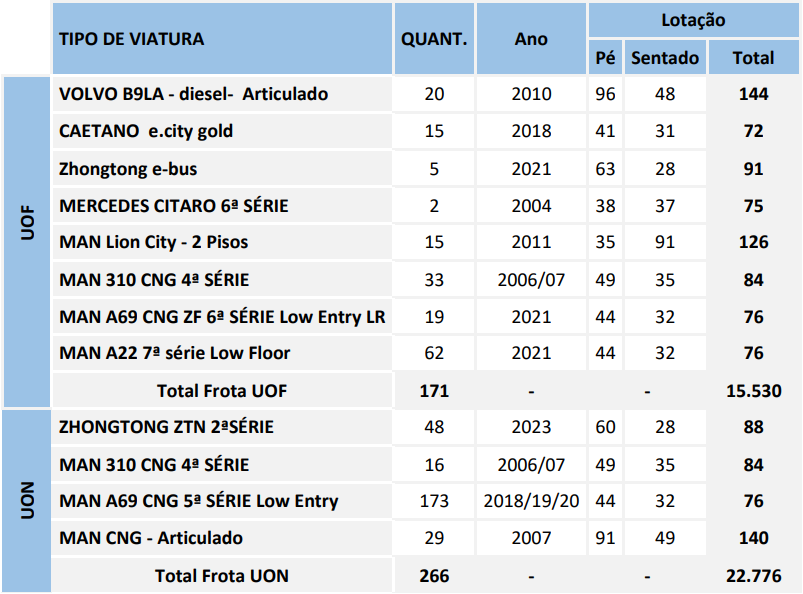 TIPO DE VIATURA QUANT. Ano Lotação
Pé Sentado Total
UOF
VOLVO B9LA - diesel- Articulado 20 2010 96 48 144
CAETANO e.city gold 15 2018 41 31 72
Zhongtong e-bus 5 2021 63 28 91
MERCEDES CITARO 6ª SÉRIE 2 2004 38 37 75
MAN Lion City - 2 Pisos 15 2011 35 91 126
MAN 310 CNG 4ª SÉRIE 33 2006/07 49 35 84
MAN A69 CNG ZF 6ª SÉRIE Low Entry LR 19 2021 44 32 76
MAN A22 7ª série Low Floor 62 2021 44 32 76
Total Frota UOF 171 - - 15.530
UON
ZHONGTONG ZTN 2ªSÉRIE 48 2023 60 28 88
MAN 310 CNG 4ª SÉRIE 16 2006/07 49 35 84
MAN A69 CNG 5ª SÉRIE Low Entry 173 2018/19/20 44 32 76
MAN CNG - Articulado 29 2007 91 49 140
Total Frota UON 266 - - 22.776